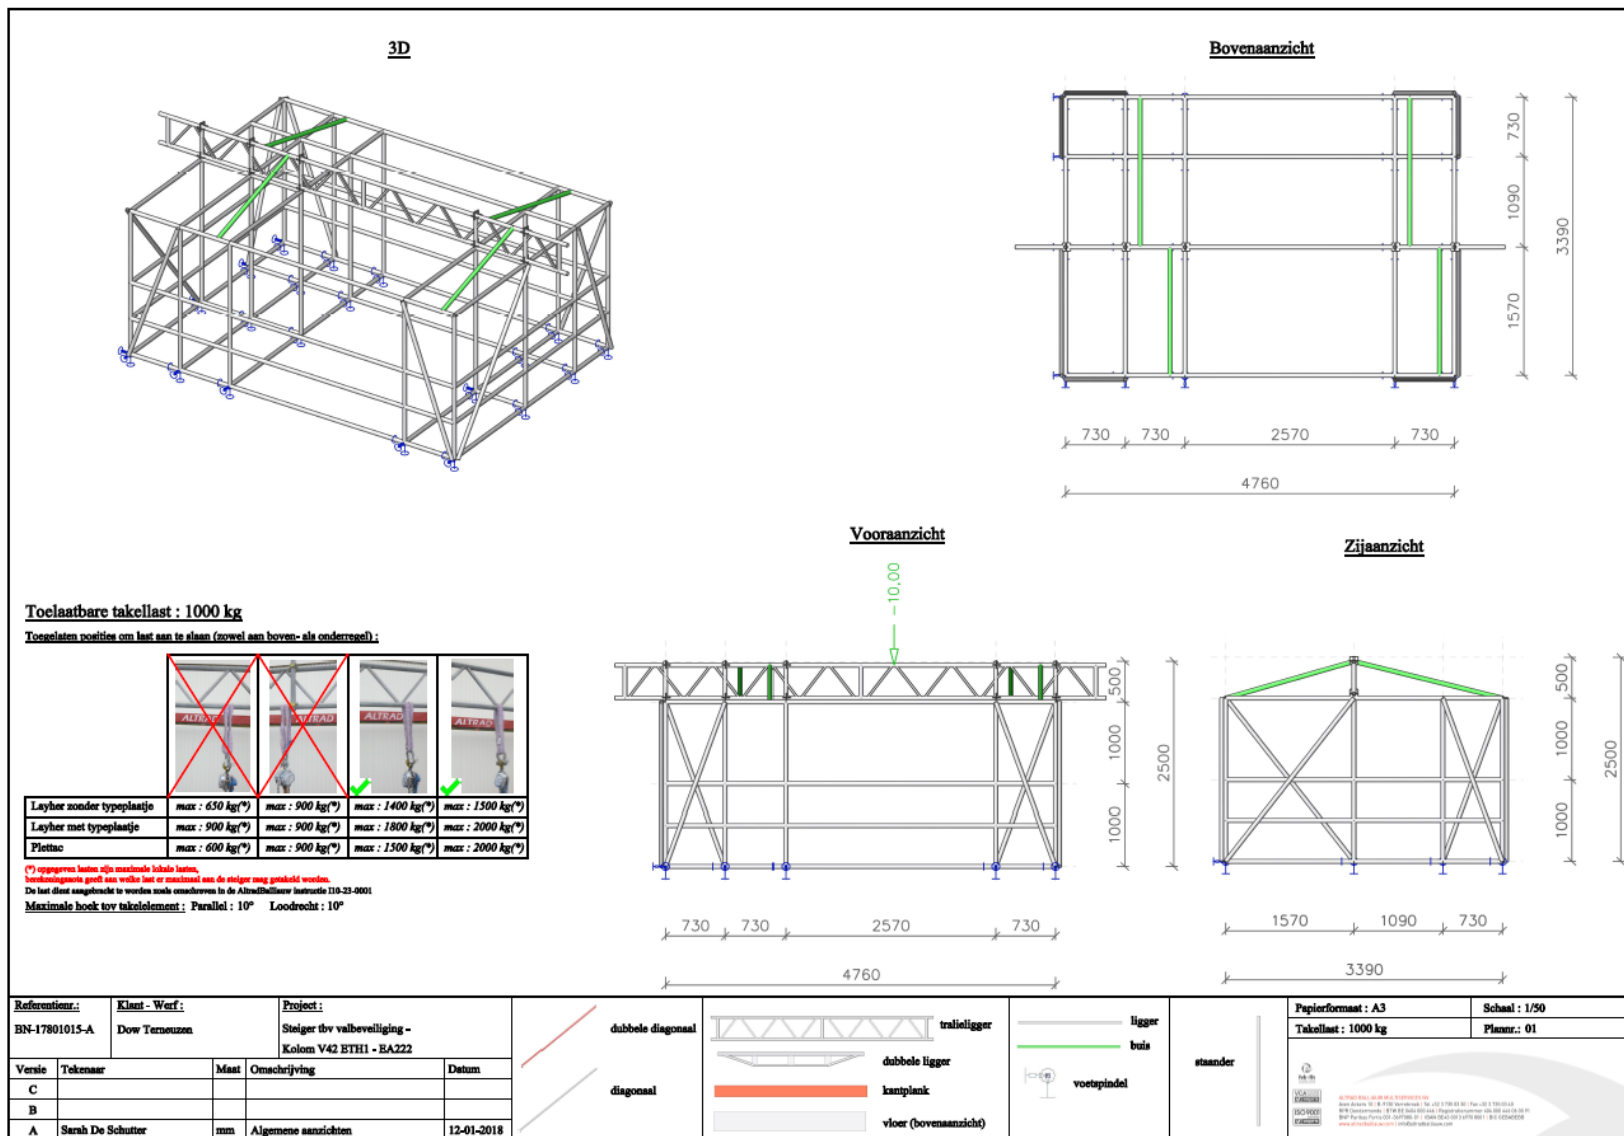 3D
Bovenaanzicht
730
1090
1570
3390
730 730 2570 730
4760
Vooraanzicht
Zijaanzicht
-10.00
Toelaatbare takellast : 1000 kg
Toegelaten posities om last aan te slaan (zowel aan boven- als onderregel) :
ALTRAD ALTRAD ALTRAD ALTRAD
Layher zonder typeplaatje max : 650 kg(*) max : 900 kg(*) max : 1400 kg(*) max : 1500 kg(*)
Layher met typeplaatje max : 900 kg(*) max : 900 kg(*) max : 1800 kg(*) max : 2000 kg(*)
Plettac max : 600 kg(*) max : 900 kg(*) max : 1500 kg(*) max : 2000 kg(*)
(*) opgegeven lasten zijn maximale lokale lasten,
berekeningsnota geeft aan welke last er maximaal aan de steiger mag getakeld worden.
De last dient aangebracht te worden zoals omschreven in de AltradBalliauw instructie I10-23-0001
Maximale hoek tov takelelement : Parallel : 10° Loodrecht : 10°
500
1000
1000
2500
730 730 2570 730
4760
500
1000
1000
2500
1570 1090 730
3390
Referentienr.: Klant - Werf : Project :
BN-17801015-A Dow Terneuzen Steiger tbv valbeveiliging -
Kolom V42 ETH1 - EA222
Versie Tekenaar Maat Omschrijving Datum
C
B
A Sarah De Schutter mm Algemene aanzichten 12-01-2018
dubbele diagonaal
diagonaal
tralieligger
dubbele ligger
kantplank
vloer (bovenaanzicht)
ligger
buis
voetspindel
staander
Papierformaat : A3 Schaal : 1/50
Takellast : 1000 kg Plannr.: 01
VCA
ISO 9001